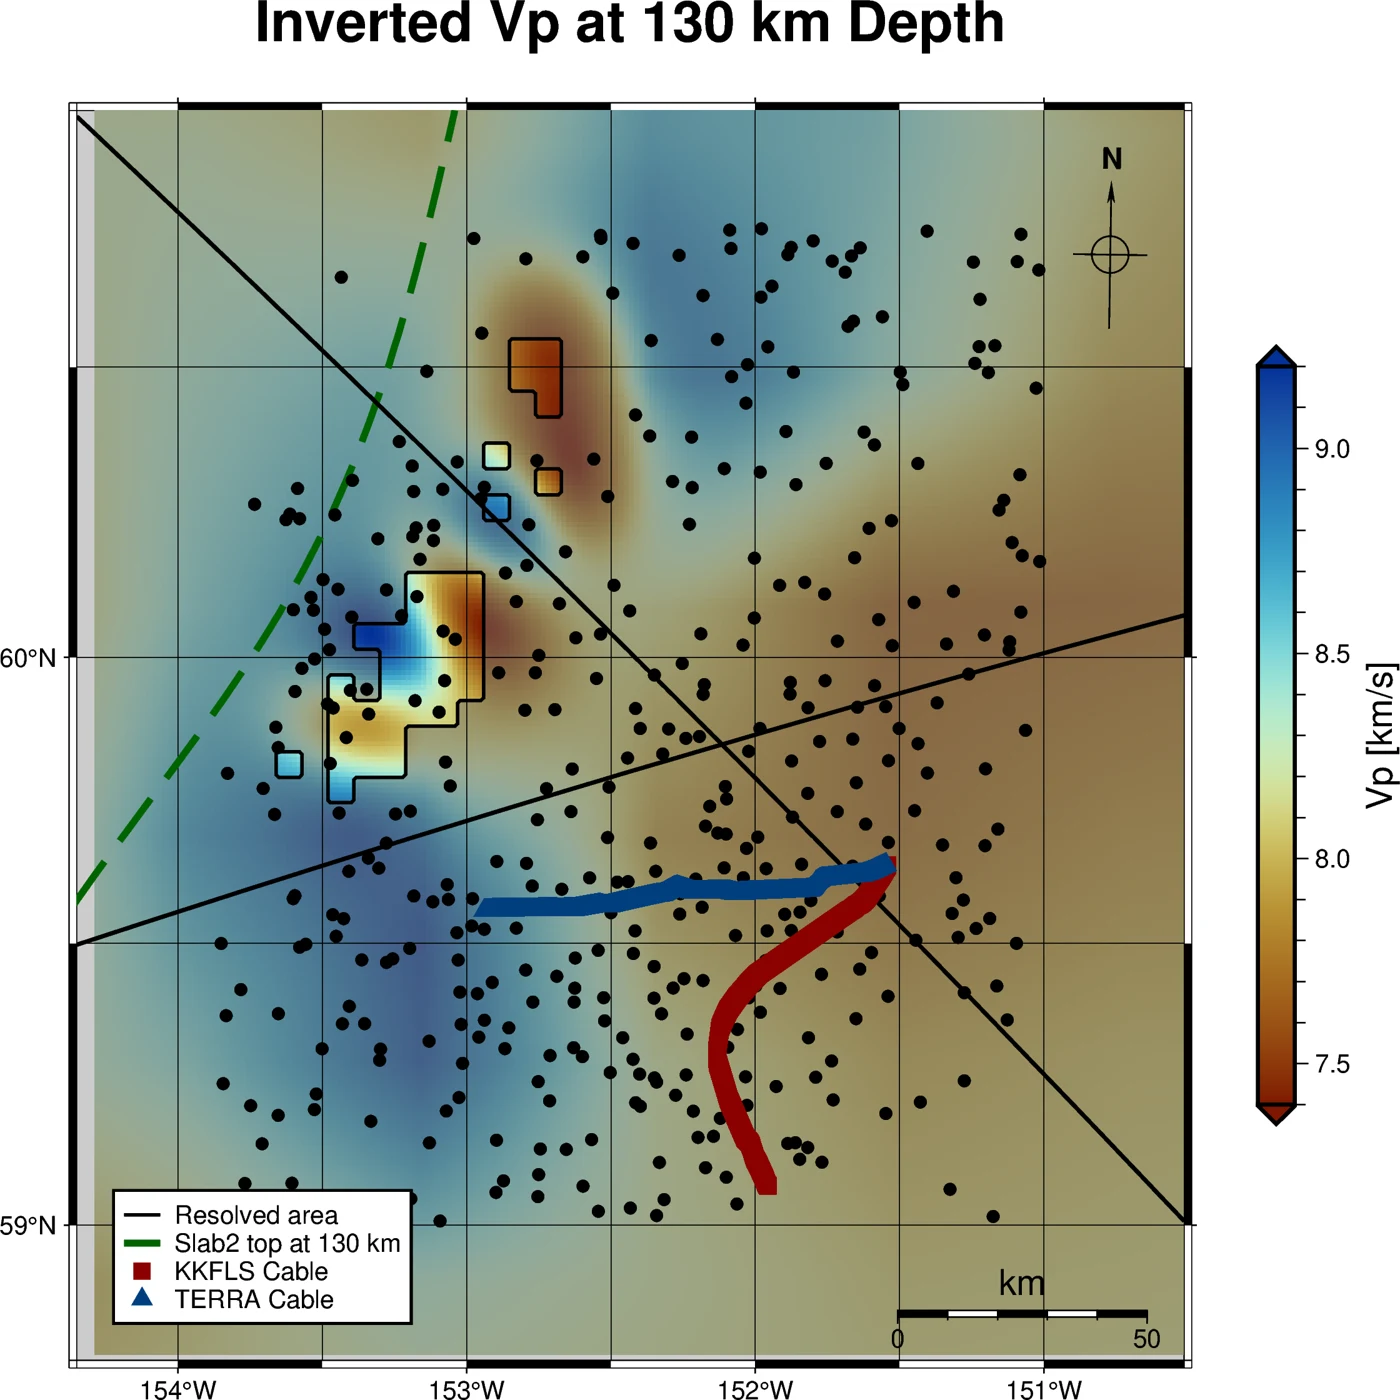 Inverted Vp at 130 km Depth
N
60°N
59°N
154°W
153°W
152°W
151°W
Resolved area
Slab2 top at 130 km
KKFLS Cable
TERRA Cable
km
0
50
9.0
8.5
8.0
7.5
Vp [km/s]